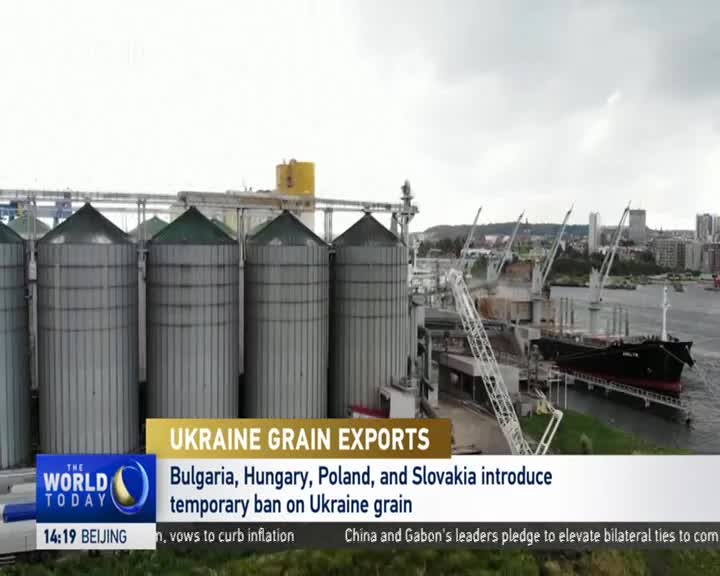 UKRAINE GRAIN EXPORTS
Bulgaria, Hungary, Poland, and Slovakia introduce
temporary ban on Ukraine grain
THE
WORLD
TODAY
14:19 BEIJING
n, vows to curb inflation
China and Gabon's leaders pledge to elevate bilateral ties to com